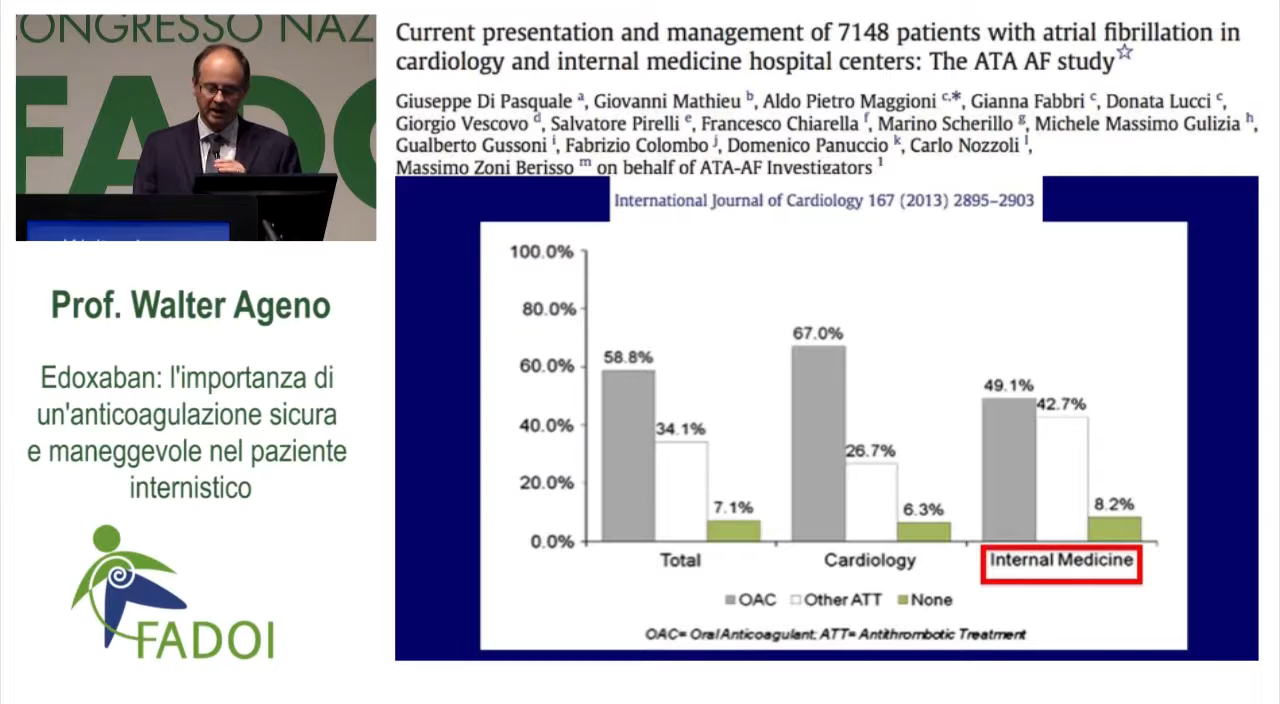 ONGRESSO NAZ
FADO
Prof. Walter Ageno
Edoxaban: l'importanza di
un'anticoagulazione sicura
e maneggevole nel paziente
internistico
FADOI
Current presentation and management of 7148 patients with atrial fibrillation in
cardiology and internal medicine hospital centers: The ATA AF study☆
Giuseppe Di Pasquale a, Giovanni Mathieu b, Aldo Pietro Maggioni c,*, Gianna Fabbri c, Donata Lucci c,
Giorgio Vescovo d, Salvatore Pirelli e, Francesco Chiarella f, Marino Scherillo g, Michele Massimo Gulizia h,
Gualberto Gussoni i, Fabrizio Colombo j, Domenico Panuccio k, Carlo Nozzoli l,
Massimo Zoni Berisso m on behalf of ATA-AF Investigators 1
International Journal of Cardiology 167 (2013) 2895–2903
100.0%
80.0%
60.0%
40.0%
20.0%
0.0%
58.8%
34.1%
7.1%
67.0%
26.7%
6.3%
49.1%
42.7%
8.2%
Total
Cardiology
Internal Medicine
OAC
Other ATT
None
OAC= Oral Anticoagulant; ATT= Antithrombotic Treatment